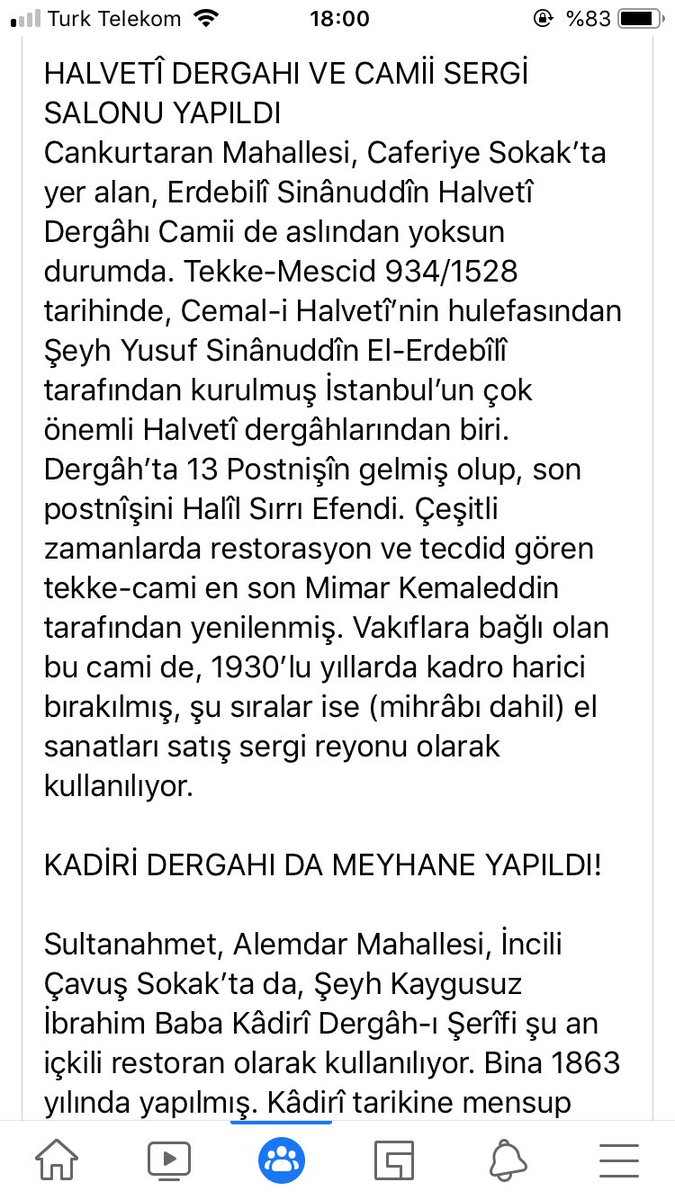 Turk Telekom
18:00
%83
HALVETÎ DERGAHI VE CAMİİ SERGİ
SALONU YAPILDI
Cankurtaran Mahallesi, Caferiye Sokak’ta
yer alan, Erdebilî Sinânuddîn Halvetî
Dergâhı Camii de aslından yoksun
durumda. Tekke-Mescid 934/1528
tarihinde, Cemal-i Halvetî’nin hulefasından
Şeyh Yusuf Sinânuddîn El-Erdebîlî
tarafından kurulmuş İstanbul’un çok
önemli Halvetî dergâhlarından biri.
Dergâh’ta 13 Postnişîn gelmiş olup, son
postnîşini Halîl Sırrı Efendi. Çeşitli
zamanlarda restorasyon ve tecdid gören
tekke-cami en son Mimar Kemaleddin
tarafından yenilenmiş. Vakıflara bağlı olan
bu cami de, 1930’lu yıllarda kadro harici
bırakılmış, şu sıralar ise (mihrâbı dahil) el
sanatları satış sergi reyonu olarak
kullanılıyor.
KADİRİ DERGAHI DA MEYHANE YAPILDI!
Sultanahmet, Alemdar Mahallesi, İncili
Çavuş Sokak’ta da, Şeyh Kaygusuz
İbrahim Baba Kâdirî Dergâh-ı Şerîfi şu an
içkili restoran olarak kullanılıyor. Bina 1863
yılında yapılmış. Kâdirî tarikine mensup